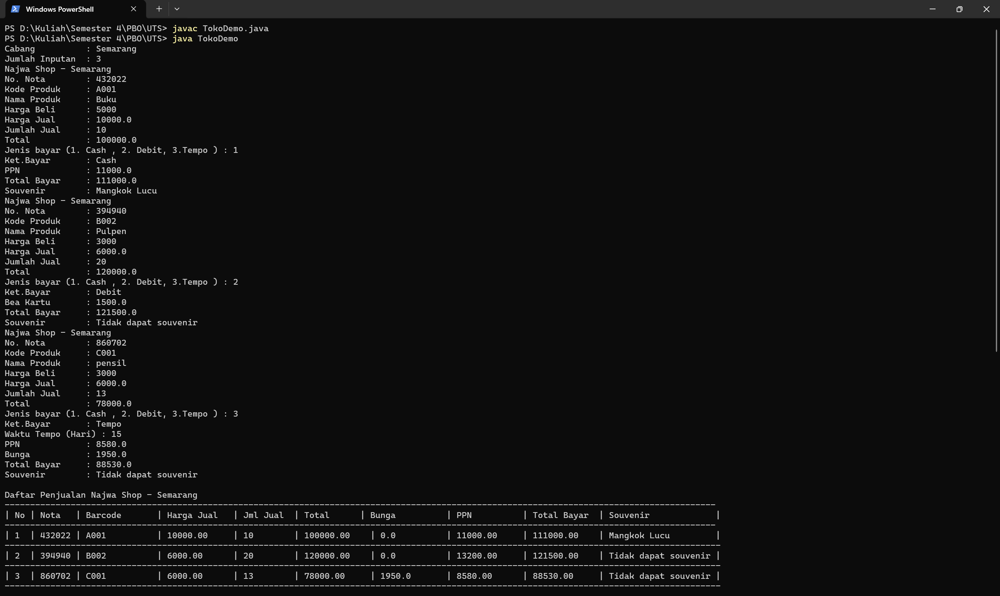 Windows PowerShell
PS D:\Kuliah\Semester 4\PBO\UTS> javac TokoDemo.java
PS D:\Kuliah\Semester 4\PBO\UTS> java TokoDemo
Cabang          : Semarang
Jumlah Inputan  : 3
Najwa Shop - Semarang
No. Nota        : 432022
Kode Produk     : A001
Nama Produk     : Buku
Harga Beli      : 5000
Harga Jual      : 10000.0
Jumlah Jual     : 10
Total           : 100000.0
Jenis bayar (1. Cash , 2. Debit, 3.Tempo ) : 1
Ket.Bayar       : Cash
PPN             : 11000.0
Total Bayar     : 111000.0
Souvenir        : Mangkok Lucu
Najwa Shop - Semarang
No. Nota        : 394940
Kode Produk     : B002
Nama Produk     : Pulpen
Harga Beli      : 3000
Harga Jual      : 6000.0
Jumlah Jual     : 20
Total           : 120000.0
Jenis bayar (1. Cash , 2. Debit, 3.Tempo ) : 2
Ket.Bayar       : Debit
Bea Kartu       : 1500.0
Total Bayar     : 121500.0
Souvenir        : Tidak dapat souvenir
Najwa Shop - Semarang
No. Nota        : 860702
Kode Produk     : C001
Nama Produk     : pensil
Harga Beli      : 3000
Harga Jual      : 6000.0
Jumlah Jual     : 13
Total           : 78000.0
Jenis bayar (1. Cash , 2. Debit, 3.Tempo ) : 3
Ket.Bayar       : Tempo
Waktu Tempo (Hari) : 15
PPN             : 8580.0
Bunga           : 1950.0
Total Bayar     : 88530.0
Souvenir        : Tidak dapat souvenir
Daftar Penjualan Najwa Shop - Semarang
| No | Nota   | Barcode       | Harga Jual   | Jml Jual  | Total      | Bunga          | PPN          | Total Bayar  | Souvenir             |
| 1  | 432022 | A001          | 10000.00     | 10        | 100000.00    | 0.0          | 11000.00     | 111000.00    | Mangkok Lucu         |
| 2  | 394940 | B002          | 6000.00      | 20        | 120000.00    | 0.0          | 13200.00     | 121500.00    | Tidak dapat souvenir |
| 3  | 860702 | C001          | 6000.00      | 13        | 78000.00     | 1950.0       | 8580.00      | 88530.00     | Tidak dapat souvenir |